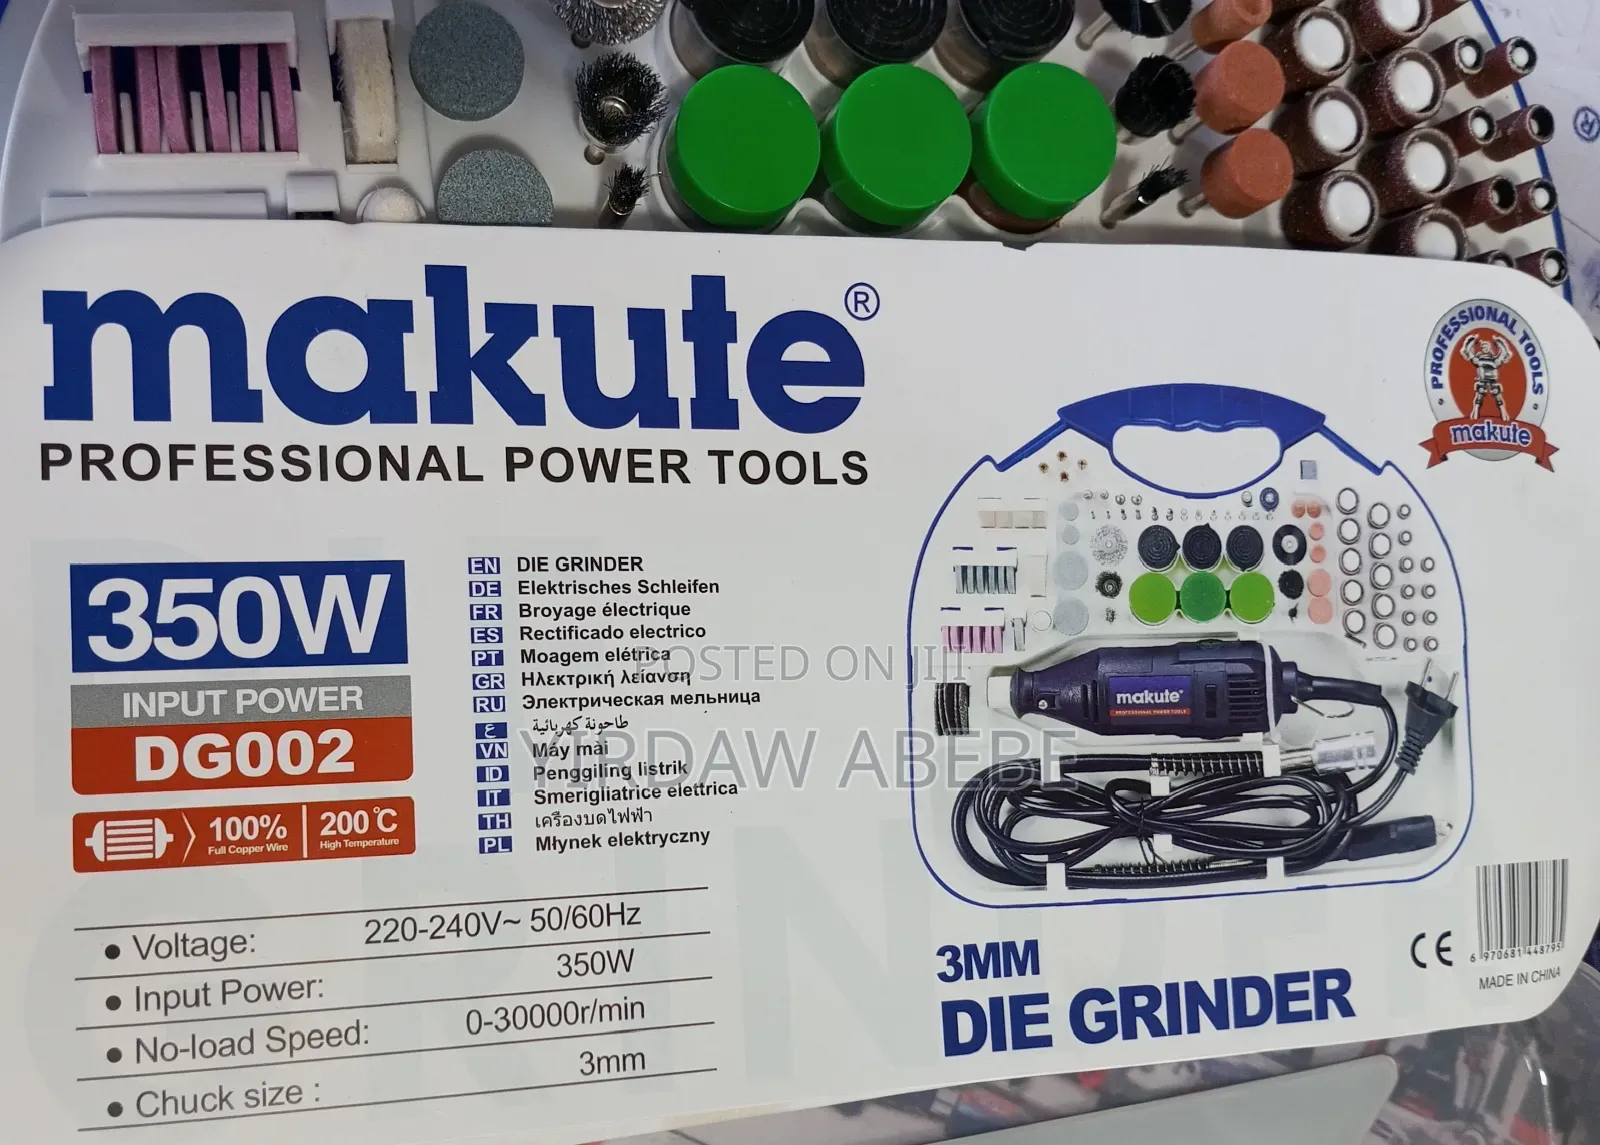 makute®
PROFESSIONAL POWER TOOLS
350W
INPUT POWER
DG002
100%
Full Copper Wire
200℃
High Temperature
EN DIE GRINDER
DE Elektrisches Schleifen
FR Broyage électrique
ES Rectificado electrico
PT Moagem elétrica
GR Ηλεκτρική λείανση
RU Электрическая мельница
ع طاحونة كهربائية
VN Máy mài
ID Penggiling listrik
IT Smerigliatrice elettrica
TH เครื่องบดไฟฟ้า
PL Młynek elektryczny
• Voltage: 220-240V~ 50/60Hz
• Input Power: 350W
• No-load Speed: 0-30000r/min
• Chuck size : 3mm
PROFESSIONAL TOOLS
makute
makute
PROFESSIONAL POWER TOOLS
3MM
DIE GRINDER
CE
6 970681 448795
MADE IN CHINA
POSTED ON JIJI
YIRDAW ABEBE
®